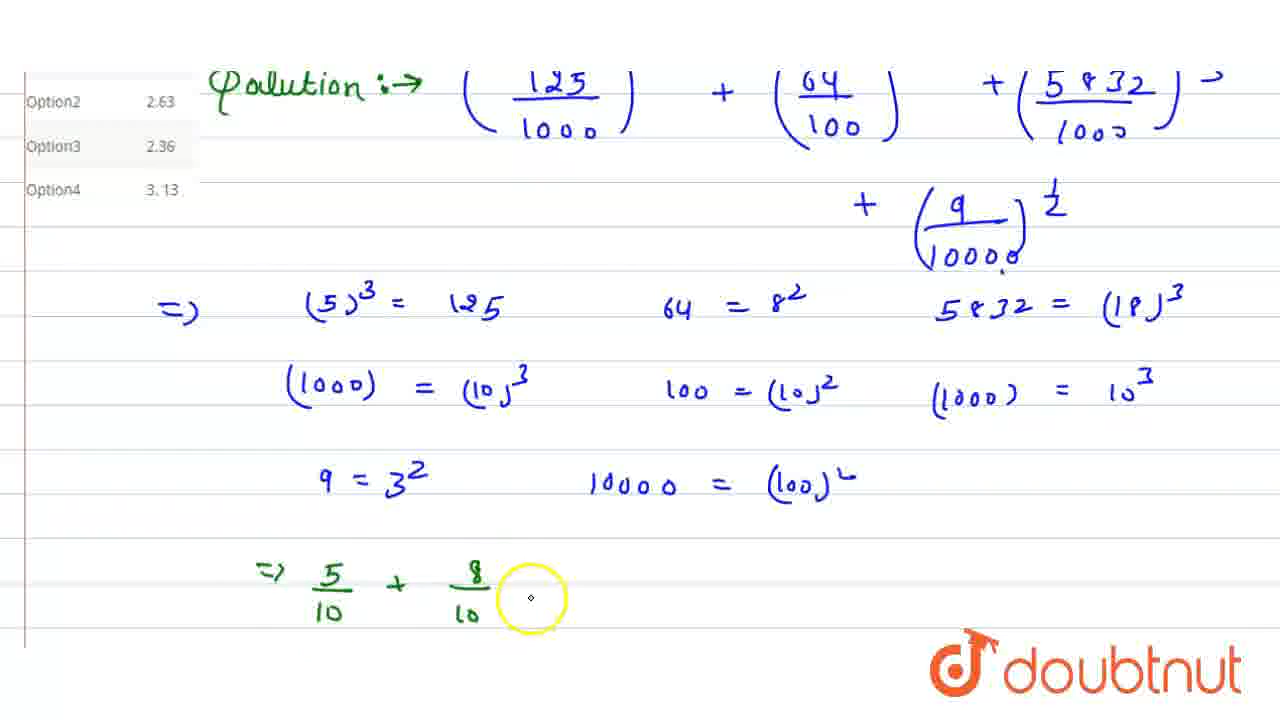 Solution :→ (125/1000) + (64/100) + (5832/1000)
Option2 2.63
Option3 2.36
+ (9/10000)^1/2
Option4 3. 13
=> (5)^3 = 125 64 = 8^2 5832 = (18)^3
(1000) = (10)^3 100 = (10)^2 (1000) = 10^3
9 = 3^2 10000 = (100)^2
=> 5/10 + 8/10
doubtnut